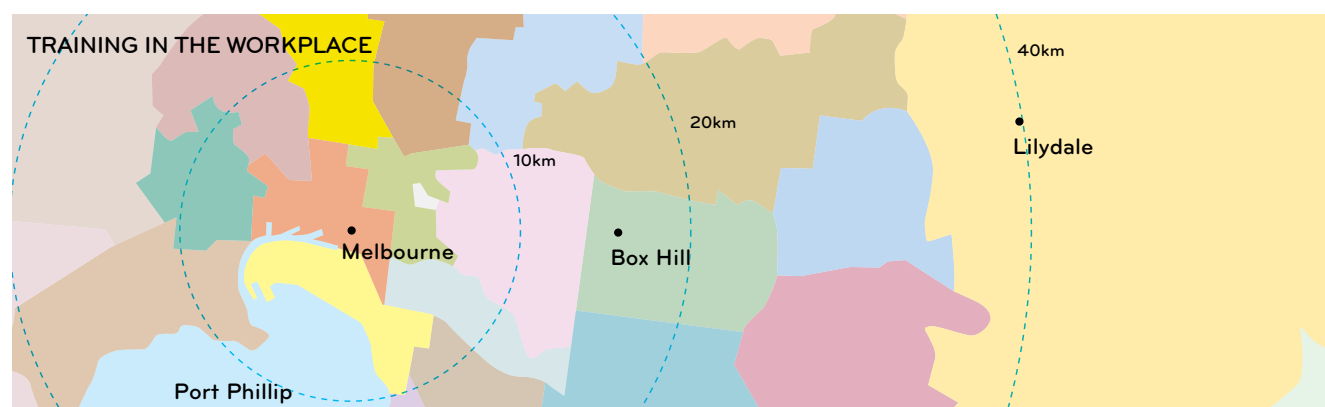 TRAINING IN THE WORKPLACE
40km
20km
Lilydale
10km
Melbourne
Box Hill
Port Phillip